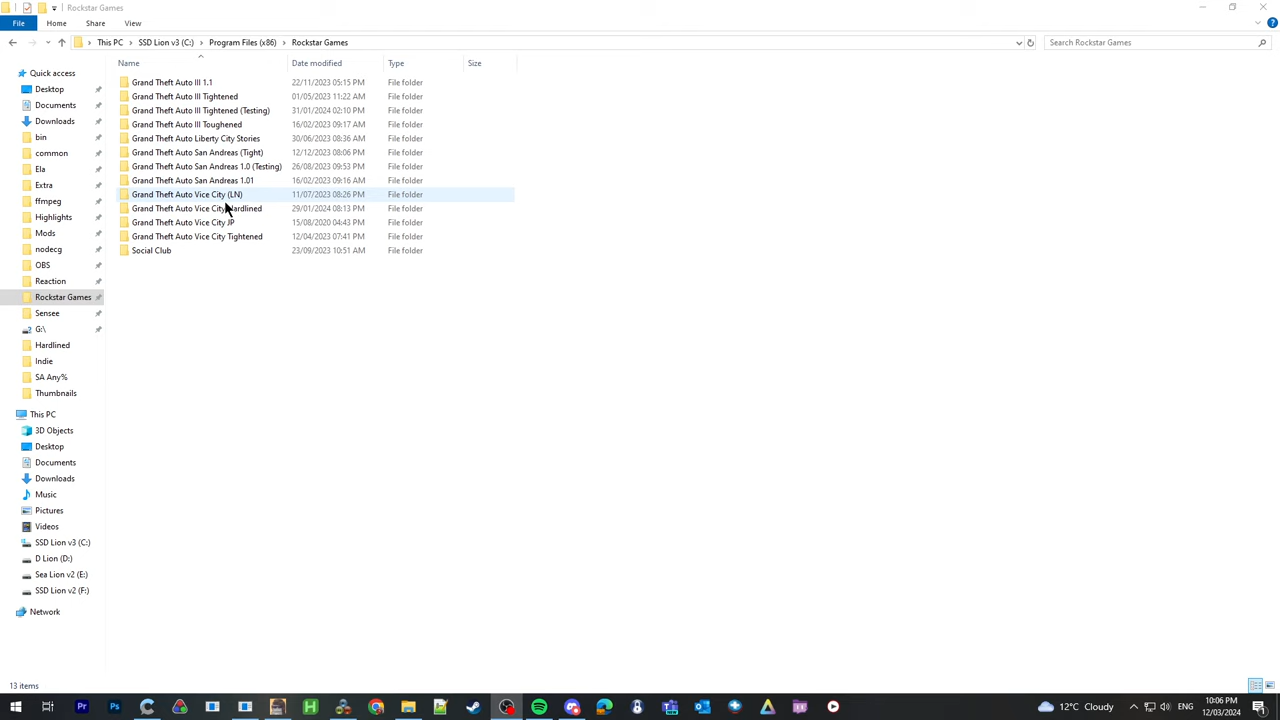 Rockstar Games
File Home Share View
This PC > SSD Lion v3 (C:) > Program Files (x86) > Rockstar Games
Search Rockstar Games
Name Date modified Type Size
Quick access
Desktop
Documents
Downloads
bin
common
Ela
Extra
ffmpeg
Highlights
Mods
nodecg
OBS
Reaction
Rockstar Games
Sensee
G:\
Hardlined
Indie
SA Any%
Thumbnails
This PC
3D Objects
Desktop
Documents
Downloads
Music
Pictures
Videos
SSD Lion v3 (C:)
D Lion (D:)
Sea Lion v2 (E:)
SSD Lion v2 (F:)
Network
Grand Theft Auto III 1.1 22/11/2023 05:15 PM File folder
Grand Theft Auto III Tightened 01/05/2023 11:22 AM File folder
Grand Theft Auto III Tightened (Testing) 31/01/2024 02:10 PM File folder
Grand Theft Auto III Toughened 16/02/2023 09:17 AM File folder
Grand Theft Auto Liberty City Stories 30/06/2023 08:36 AM File folder
Grand Theft Auto San Andreas (Tight) 12/12/2023 08:06 PM File folder
Grand Theft Auto San Andreas 1.0 (Testing) 26/08/2023 09:53 PM File folder
Grand Theft Auto San Andreas 1.01 16/02/2023 09:16 AM File folder
Grand Theft Auto Vice City (LN) 11/07/2023 08:26 PM File folder
Grand Theft Auto Vice City Hardlined 29/01/2024 08:13 PM File folder
Grand Theft Auto Vice City JP 15/08/2020 04:43 PM File folder
Grand Theft Auto Vice City Tightened 12/04/2023 07:41 PM File folder
Social Club 23/09/2023 10:51 AM File folder
13 items
Pr Ps H
12°C Cloudy
ENG
10:06 PM
12/03/2024